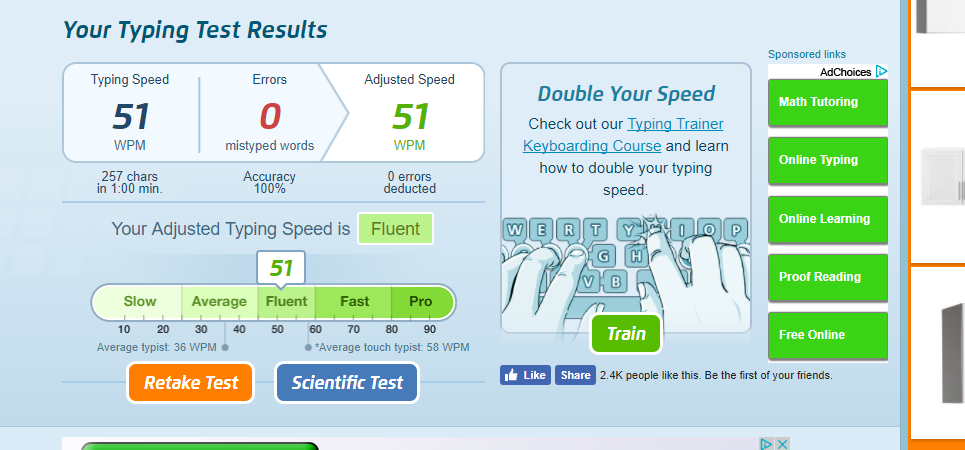 Your Typing Test Results
Typing Speed
51
WPM
257 chars
in 1:00 min.
Errors
0
mistyped words
Accuracy
100%
Adjusted Speed
51
WPM
0 errors
deducted
Your Adjusted Typing Speed is Fluent
51
Slow Average Fluent Fast Pro
10 20 30 40 50 60 70 80 90
Average typist: 36 WPM
*Average touch typist: 58 WPM
Retake Test
Scientific Test
Double Your Speed
Check out our Typing Trainer
Keyboarding Course and learn
how to double your typing
speed.
W E R T Y I O P
G H
V B
Train
Like Share 2.4K people like this. Be the first of your friends.
Sponsored links
AdChoices
Math Tutoring
Online Typing
Online Learning
Proof Reading
Free Online